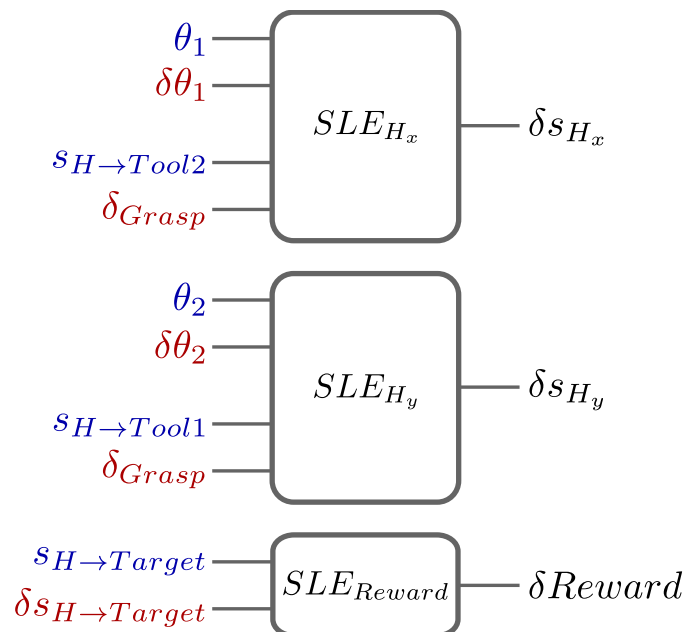 θ₁
δθ₁
SLE_{H_x}
δs_{H_x}
s_{H→Tool2}
δ_{Grasp}
θ₂
δθ₂
SLE_{H_y}
δs_{H_y}
s_{H→Tool1}
δ_{Grasp}
s_{H→Target}
SLE_{Reward}
δReward
δs_{H→Target}